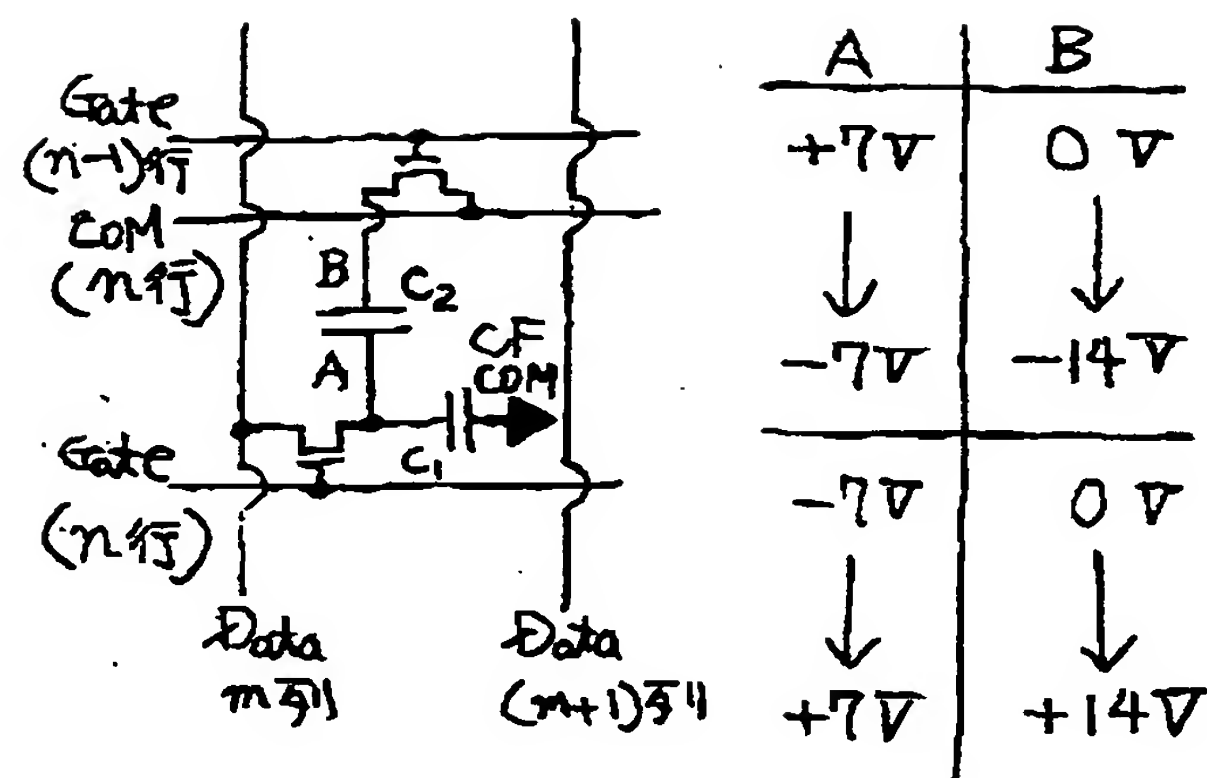 Gate
(n-1)行
COM
(n行)
B
C₂
A
CF
COM
C₁
Gate
(n行)
Data
m列
Data
(m+1)列
A B
+7V 0V
-7V -14V
-7V 0V
+7V +14V